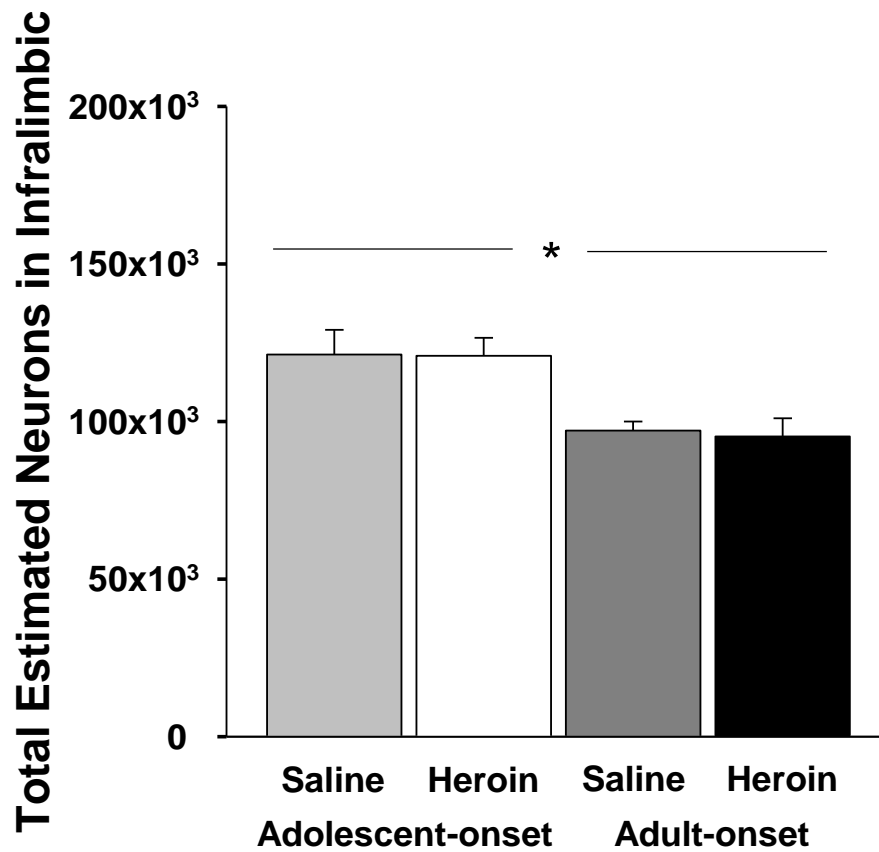 Total Estimated Neurons in Infralimbic
200x10³
150x10³
100x10³
50x10³
0
*
Saline Heroin Saline Heroin
Adolescent-onset Adult-onset